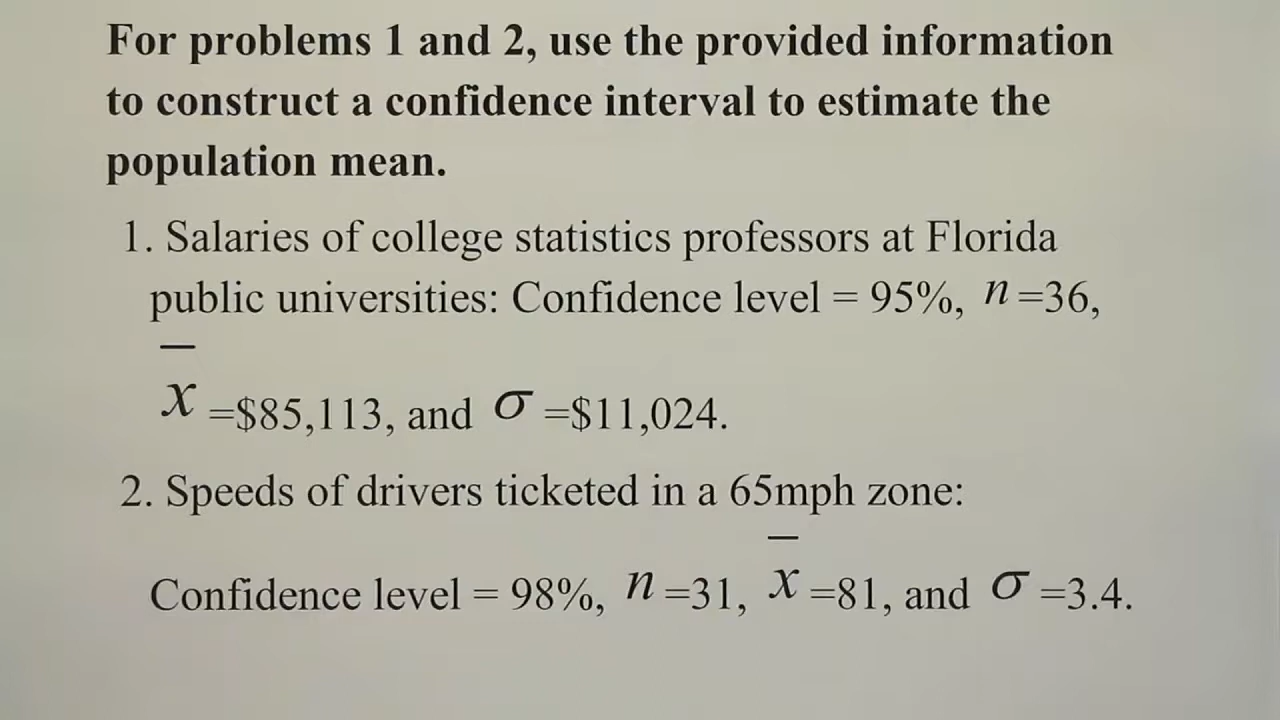 For problems 1 and 2, use the provided information
to construct a confidence interval to estimate the
population mean.
1. Salaries of college statistics professors at Florida
public universities: Confidence level = 95%, n =36,
x̄ =$85,113, and σ =$11,024.
2. Speeds of drivers ticketed in a 65mph zone:
Confidence level = 98%, n =31, x̄ =81, and σ =3.4.